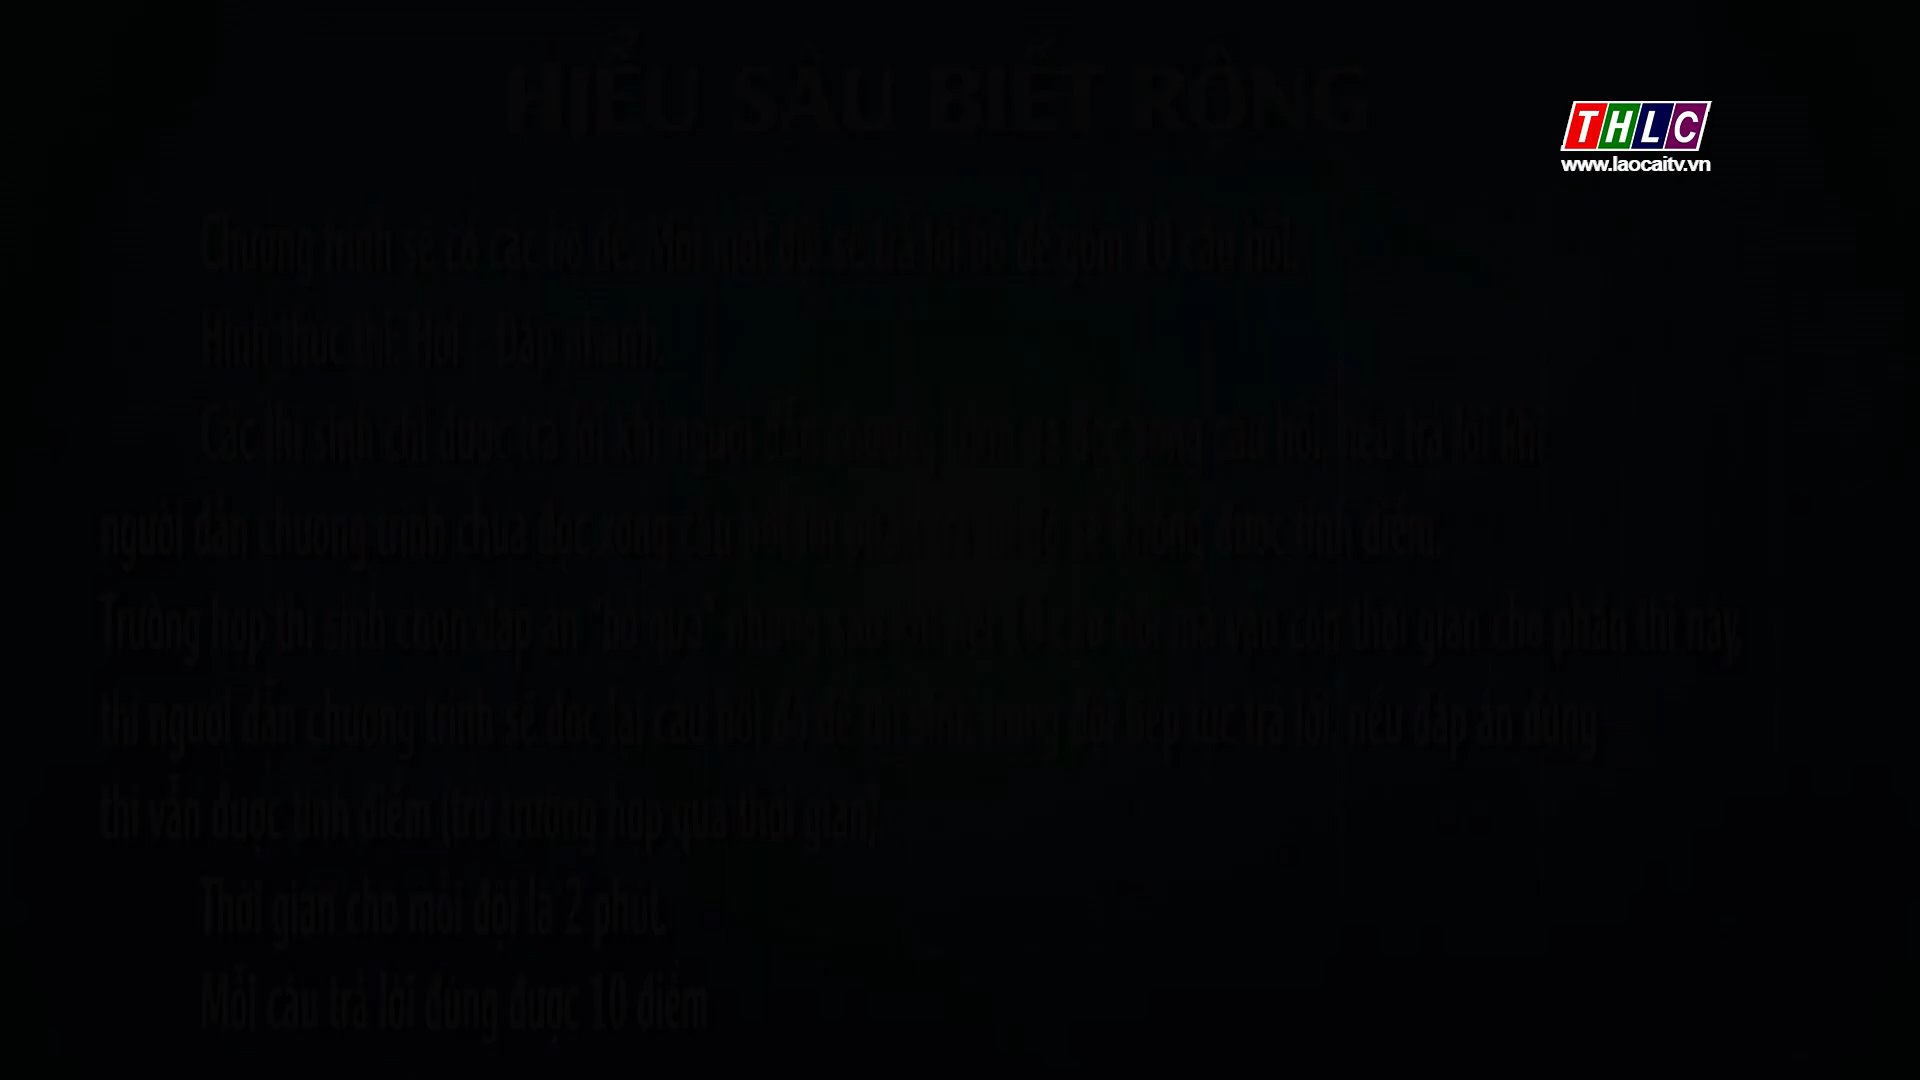 HIỂU SÂU BIẾT RỘNG
THLC
www.laocaitv.vn
Chương trình sẽ có các bộ đề. Mỗi một đội sẽ trả lời bộ đề gồm 10 câu hỏi.
Hình thức thi: Hỏi - Đáp nhanh.
Các thí sinh chỉ được trả lời khi người dẫn chương trình đã đọc xong câu hỏi, nếu trả lời khi
người dẫn chương trình chưa đọc xong câu hỏi thì phần trả lời sẽ không được tính điểm.
Trường hợp thí sinh chọn đáp án "bỏ qua" nhưng sau khi hết 10 câu hỏi mà vẫn còn thời gian cho phần thi này,
thì người dẫn chương trình sẽ đọc lại câu hỏi đó để thí sinh trong đội tiếp tục trả lời, nếu đáp án đúng
thì vẫn được tính điểm (trừ trường hợp quá thời gian)
Thời gian cho mỗi đội là 2 phút
Mỗi câu trả lời đúng được 10 điểm